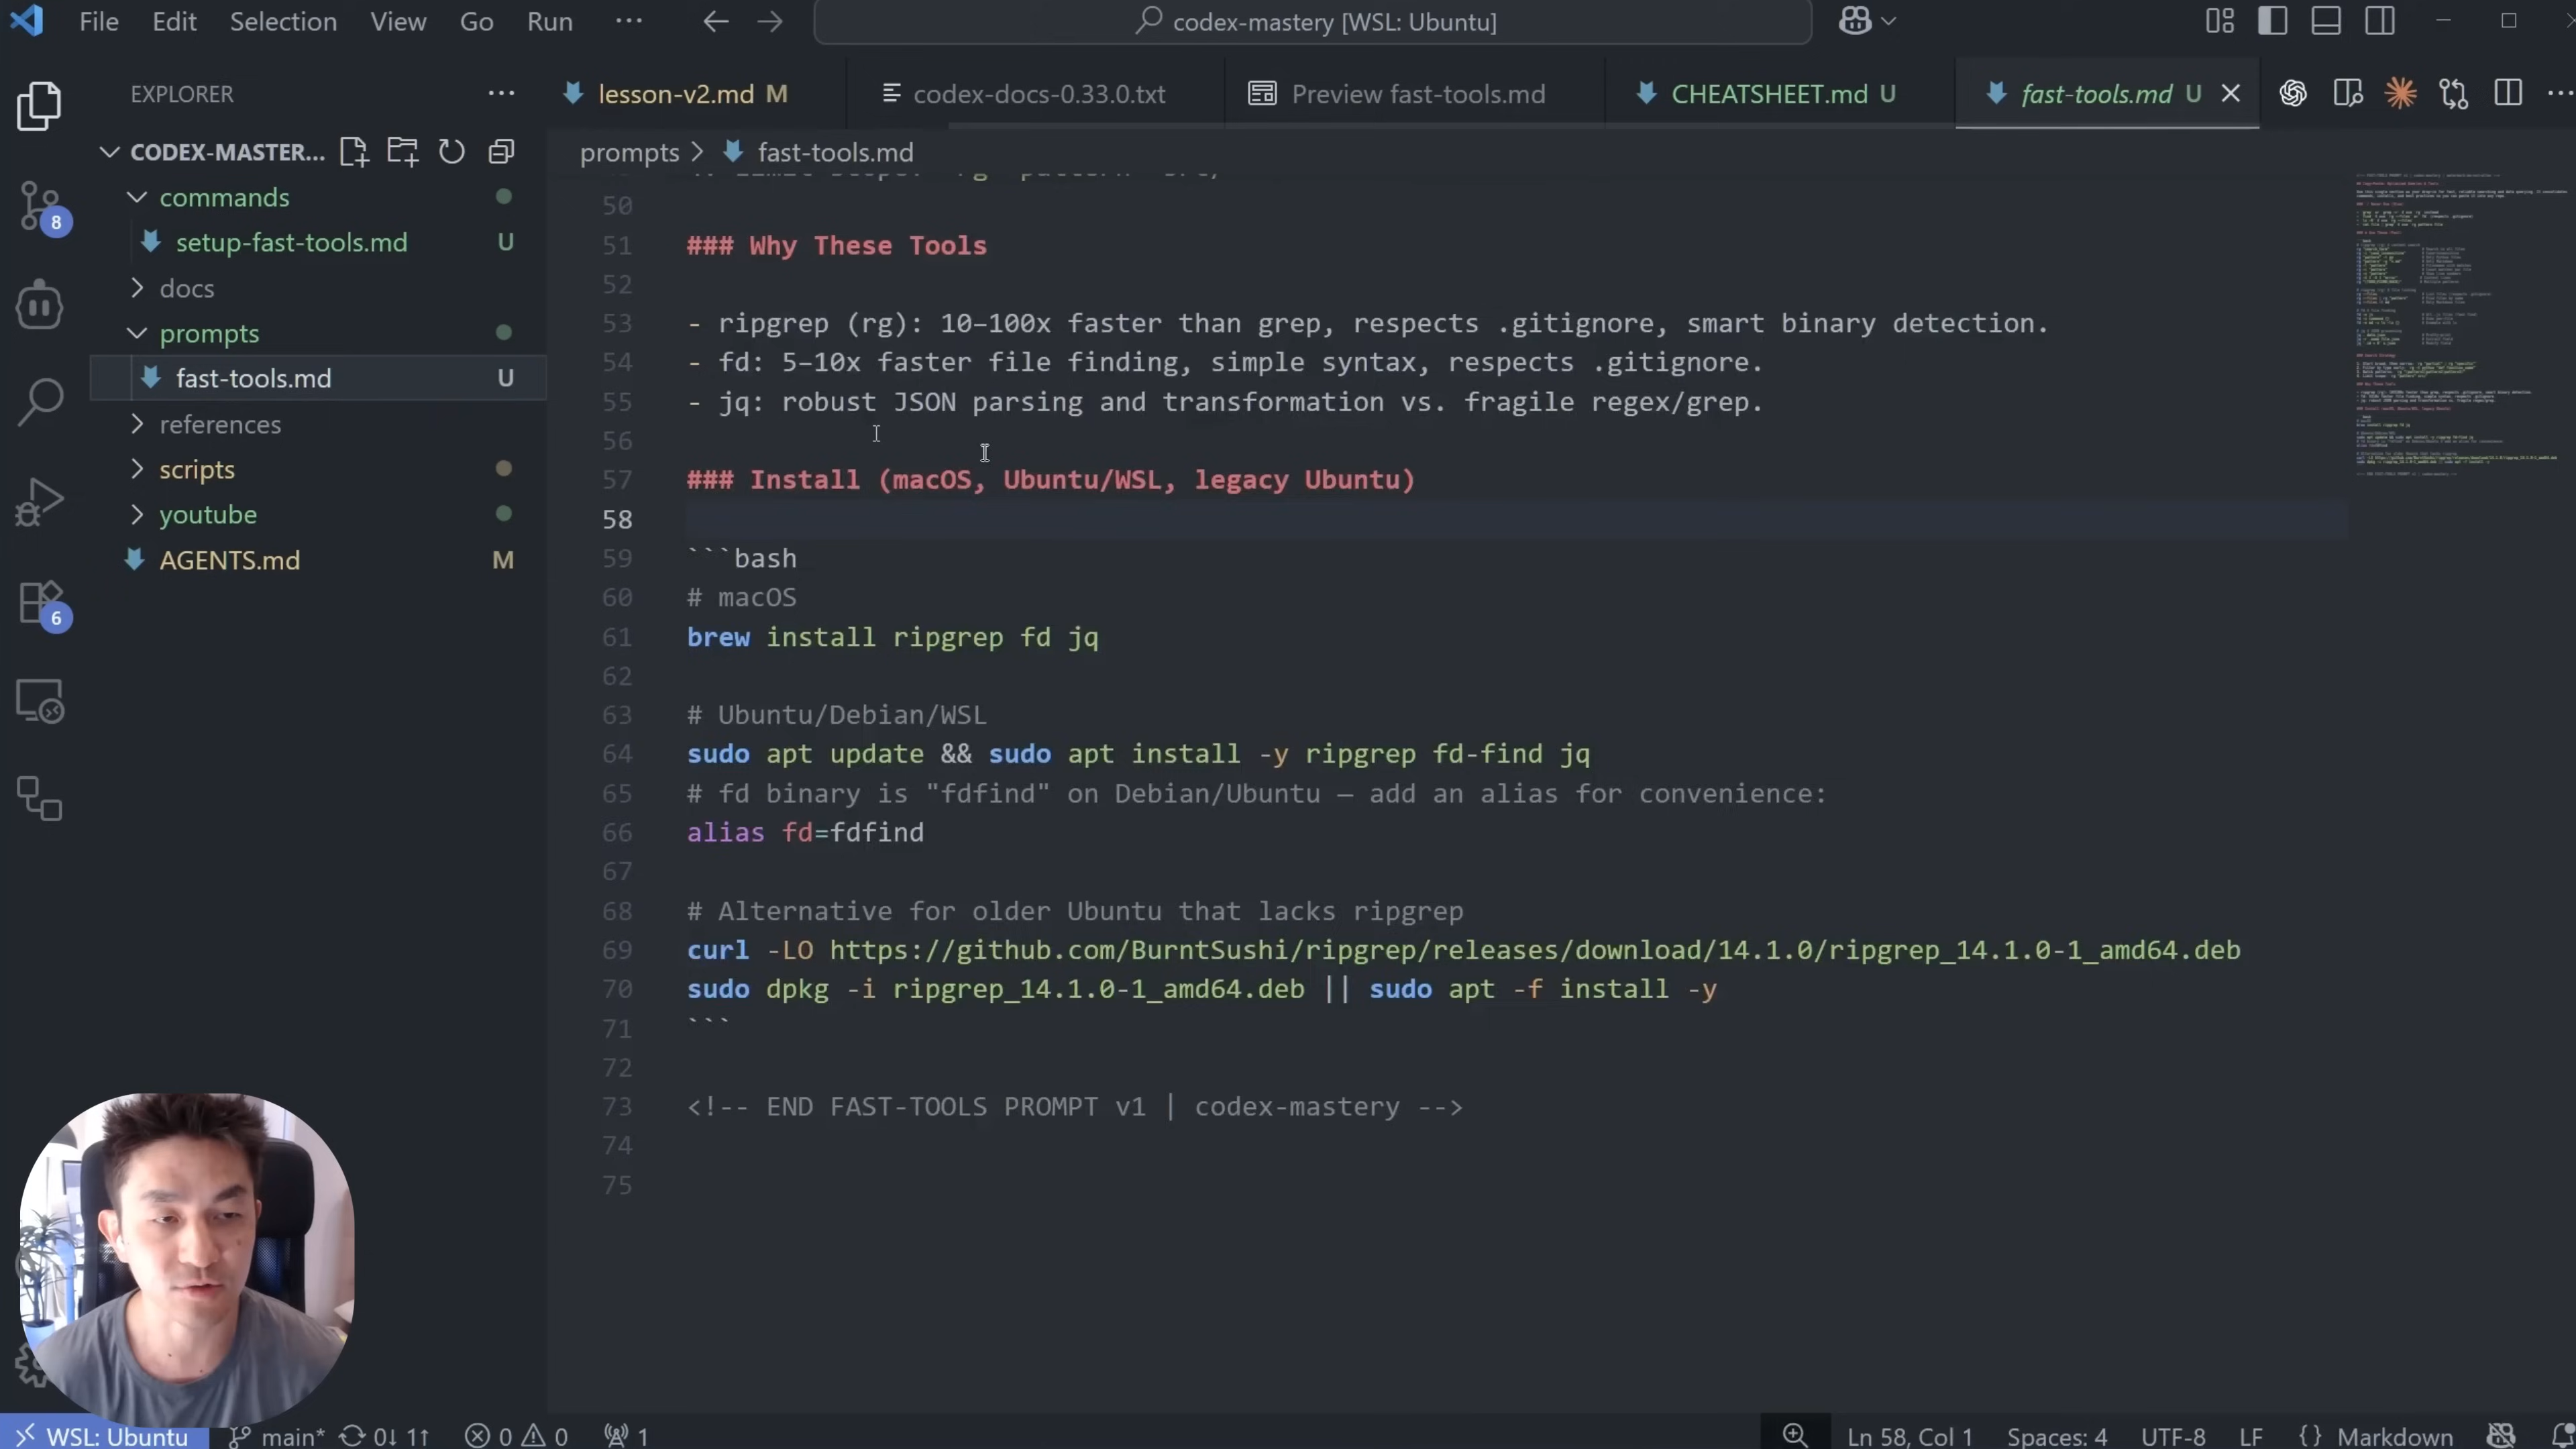 File Edit Selection View Go Run ··· codex-mastery [WSL: Ubuntu]
EXPLORER ···
lesson-v2.md M codex-docs-0.33.0.txt Preview fast-tools.md CHEATSHEET.md U fast-tools.md U
CODEX-MASTER...
commands
setup-fast-tools.md U
docs
prompts
fast-tools.md U
references
scripts
youtube
AGENTS.md M
8
6
prompts > fast-tools.md
50
51 ### Why These Tools
52
53 - ripgrep (rg): 10–100x faster than grep, respects .gitignore, smart binary detection.
54 - fd: 5–10x faster file finding, simple syntax, respects .gitignore.
55 - jq: robust JSON parsing and transformation vs. fragile regex/grep.
56
57 ### Install (macOS, Ubuntu/WSL, legacy Ubuntu)
58
59 ```bash
60 # macOS
61 brew install ripgrep fd jq
62
63 # Ubuntu/Debian/WSL
64 sudo apt update && sudo apt install -y ripgrep fd-find jq
65 # fd binary is "fdfind" on Debian/Ubuntu — add an alias for convenience:
66 alias fd=fdfind
67
68 # Alternative for older Ubuntu that lacks ripgrep
69 curl -LO https://github.com/BurntSushi/ripgrep/releases/download/14.1.0/ripgrep_14.1.0-1_amd64.deb
70 sudo dpkg -i ripgrep_14.1.0-1_amd64.deb || sudo apt -f install -y
71 ```
72
73 <!-- END FAST-TOOLS PROMPT v1 | codex-mastery -->
74
75
WSL: Ubuntu main* 0↓ 1↑ 0 0 1 Ln 58, Col 1 Spaces: 4 UTF-8 LF {} Markdown